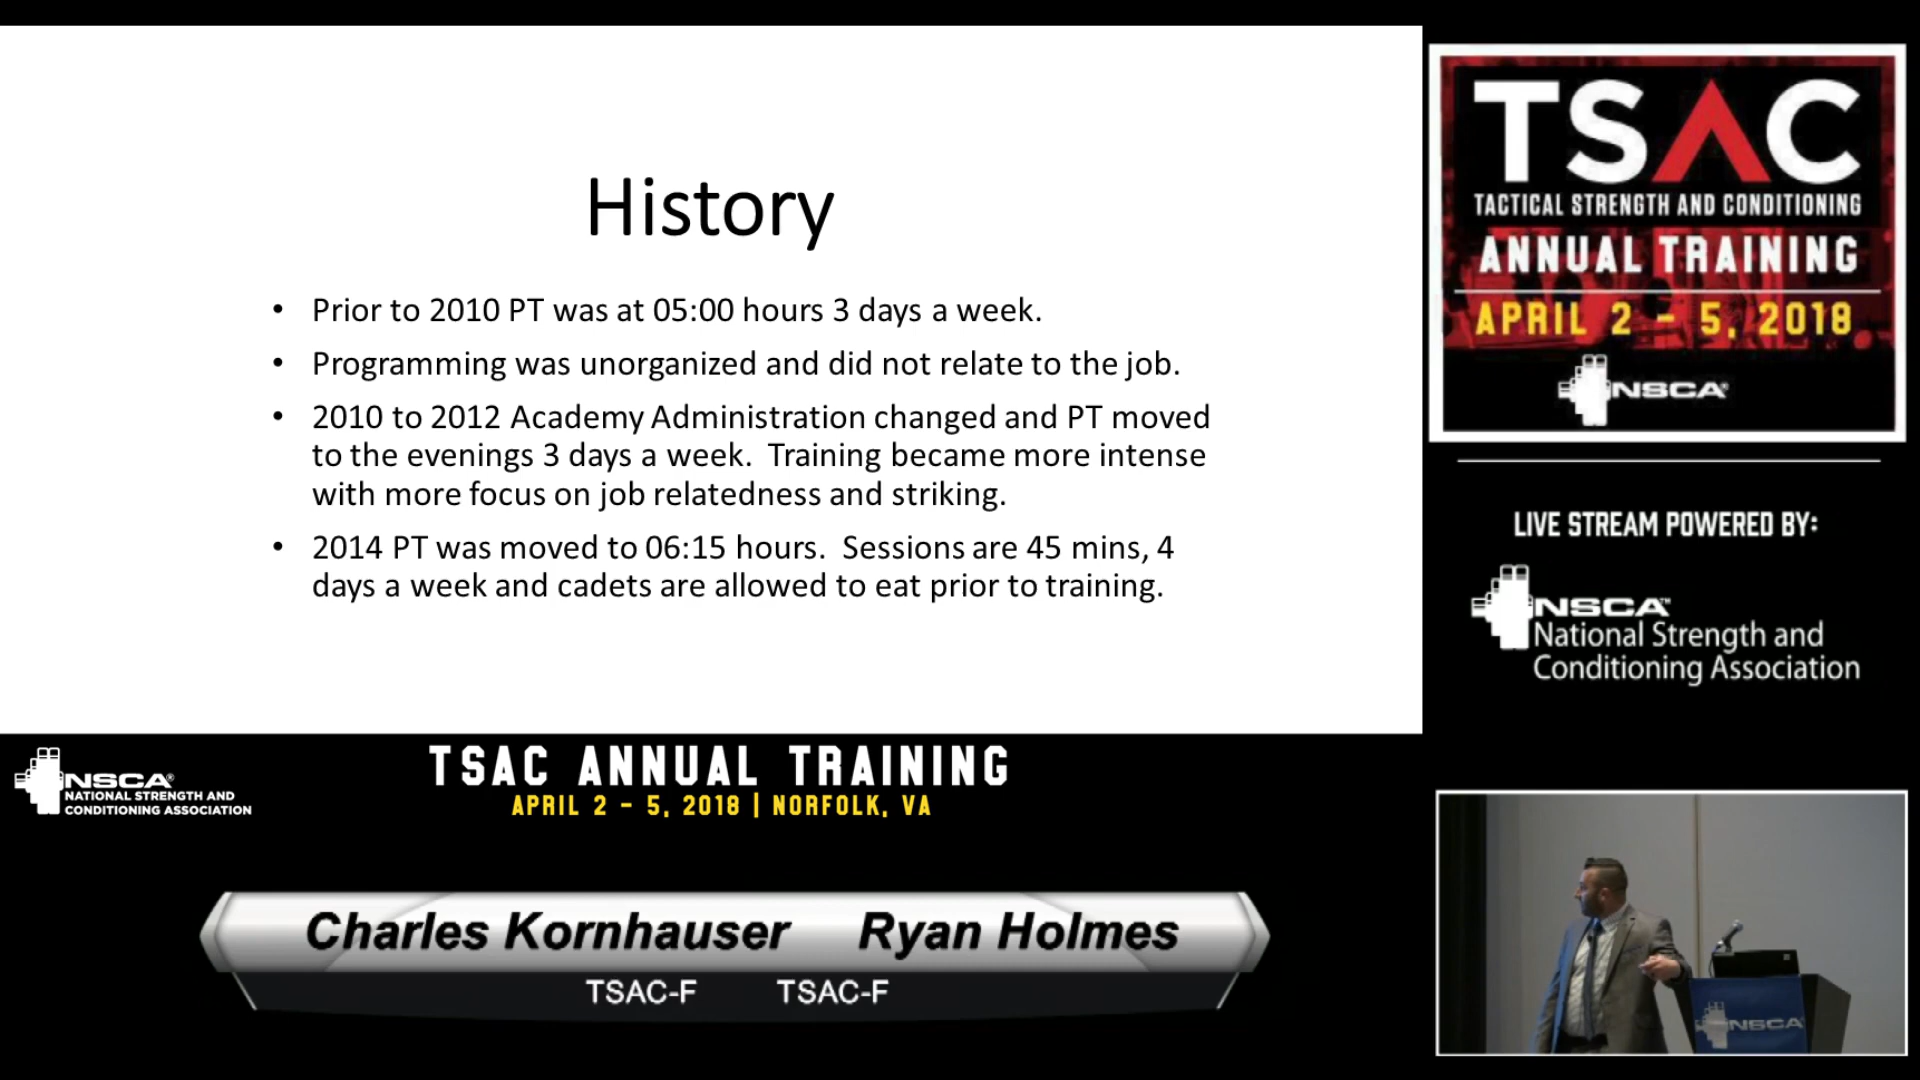 History
• Prior to 2010 PT was at 05:00 hours 3 days a week.
• Programming was unorganized and did not relate to the job.
• 2010 to 2012 Academy Administration changed and PT moved
to the evenings 3 days a week. Training became more intense
with more focus on job relatedness and striking.
• 2014 PT was moved to 06:15 hours. Sessions are 45 mins, 4
days a week and cadets are allowed to eat prior to training.
TSAC
TACTICAL STRENGTH AND CONDITIONING
ANNUAL TRAINING
APRIL 2 - 5, 2018
NSCA®
LIVE STREAM POWERED BY:
NSCA™
National Strength and
Conditioning Association
NSCA®
NATIONAL STRENGTH AND
CONDITIONING ASSOCIATION
TSAC ANNUAL TRAINING
APRIL 2 - 5, 2018 | NORFOLK, VA
Charles Kornhauser Ryan Holmes
TSAC-F TSAC-F
NSCA